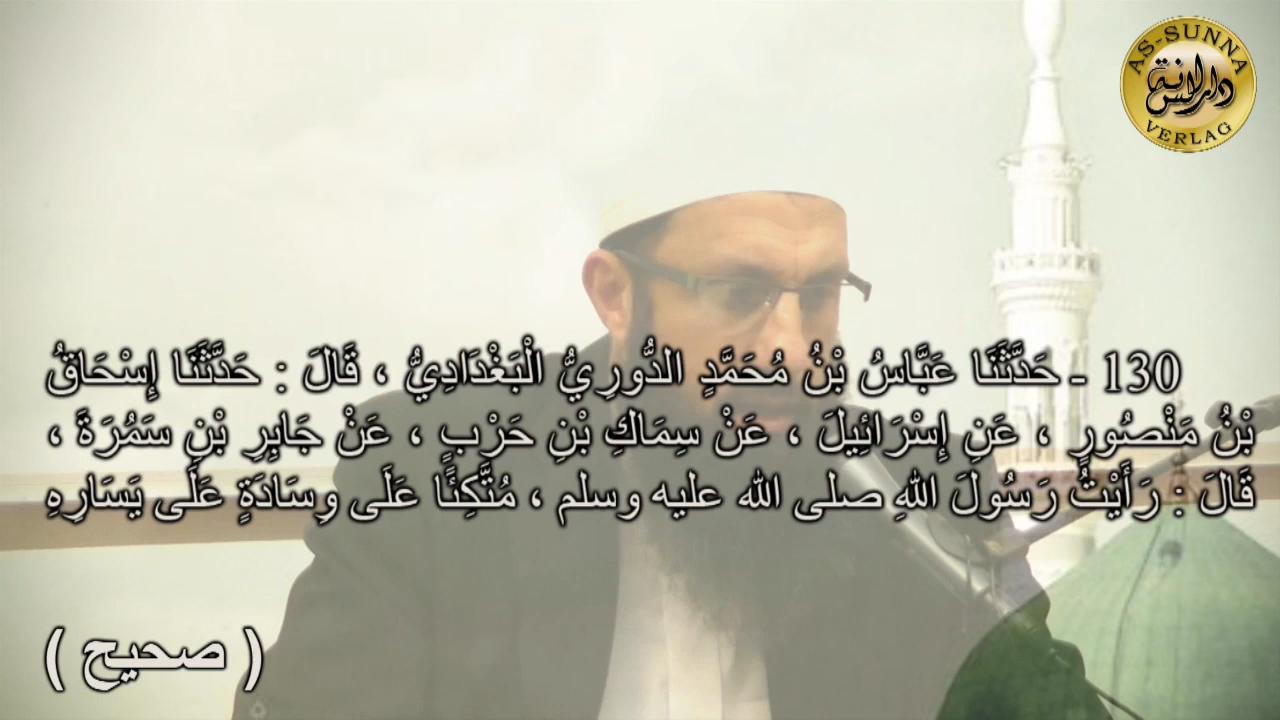 AS-SUNNA
دار السنة
VERLAG
130 - حَدَّثَنَا عَبَّاسُ بْنُ مُحَمَّدٍ الدُّورِيُّ الْبَغْدَادِيُّ ، قَالَ : حَدَّثَنَا إِسْحَاقُ
بْنُ مَنْصُورٍ ، عَنِ إِسْرَائِيلَ ، عَنْ سِمَاكِ بْنِ حَرْبٍ ، عَنْ جَابِرِ بْنِ سَمُرَةَ ،
قَالَ : رَأَيْتُ رَسُولَ اللهِ صلى الله عليه وسلم ، مُتَّكِئًا عَلَى وِسَادَةٍ عَلَى يَسَارِهِ
( صحيح )